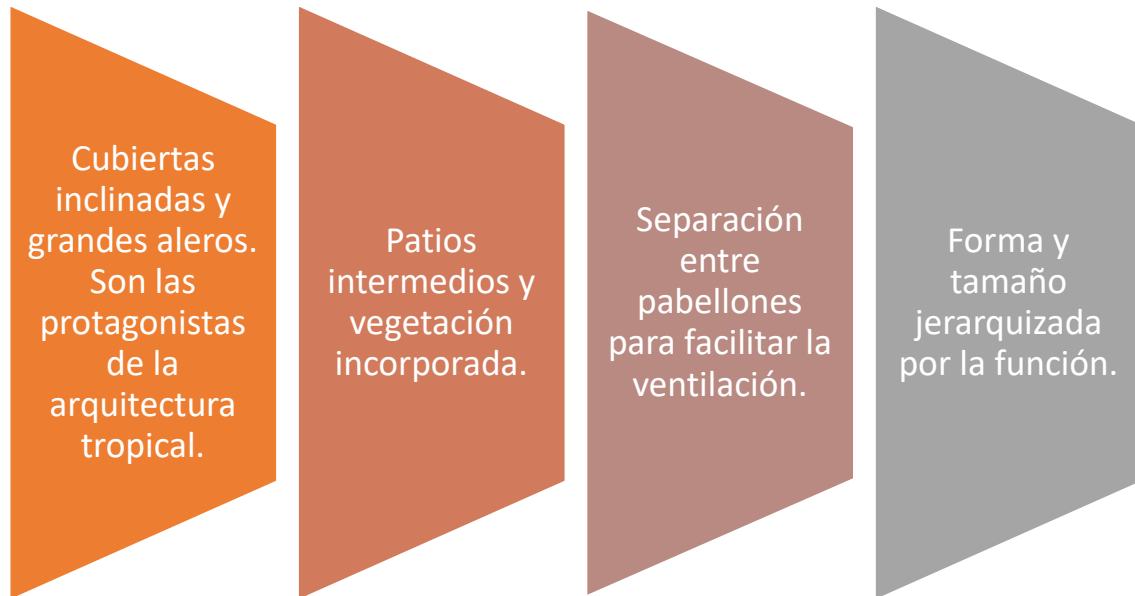 Cubiertas
inclinadas y
grandes aleros.
Son las
protagonistas
de la
arquitectura
tropical.
Patios
intermedios y
vegetación
incorporada.
Separación
entre
pabellones
para facilitar la
ventilación.
Forma y
tamaño
jerarquizada
por la función.